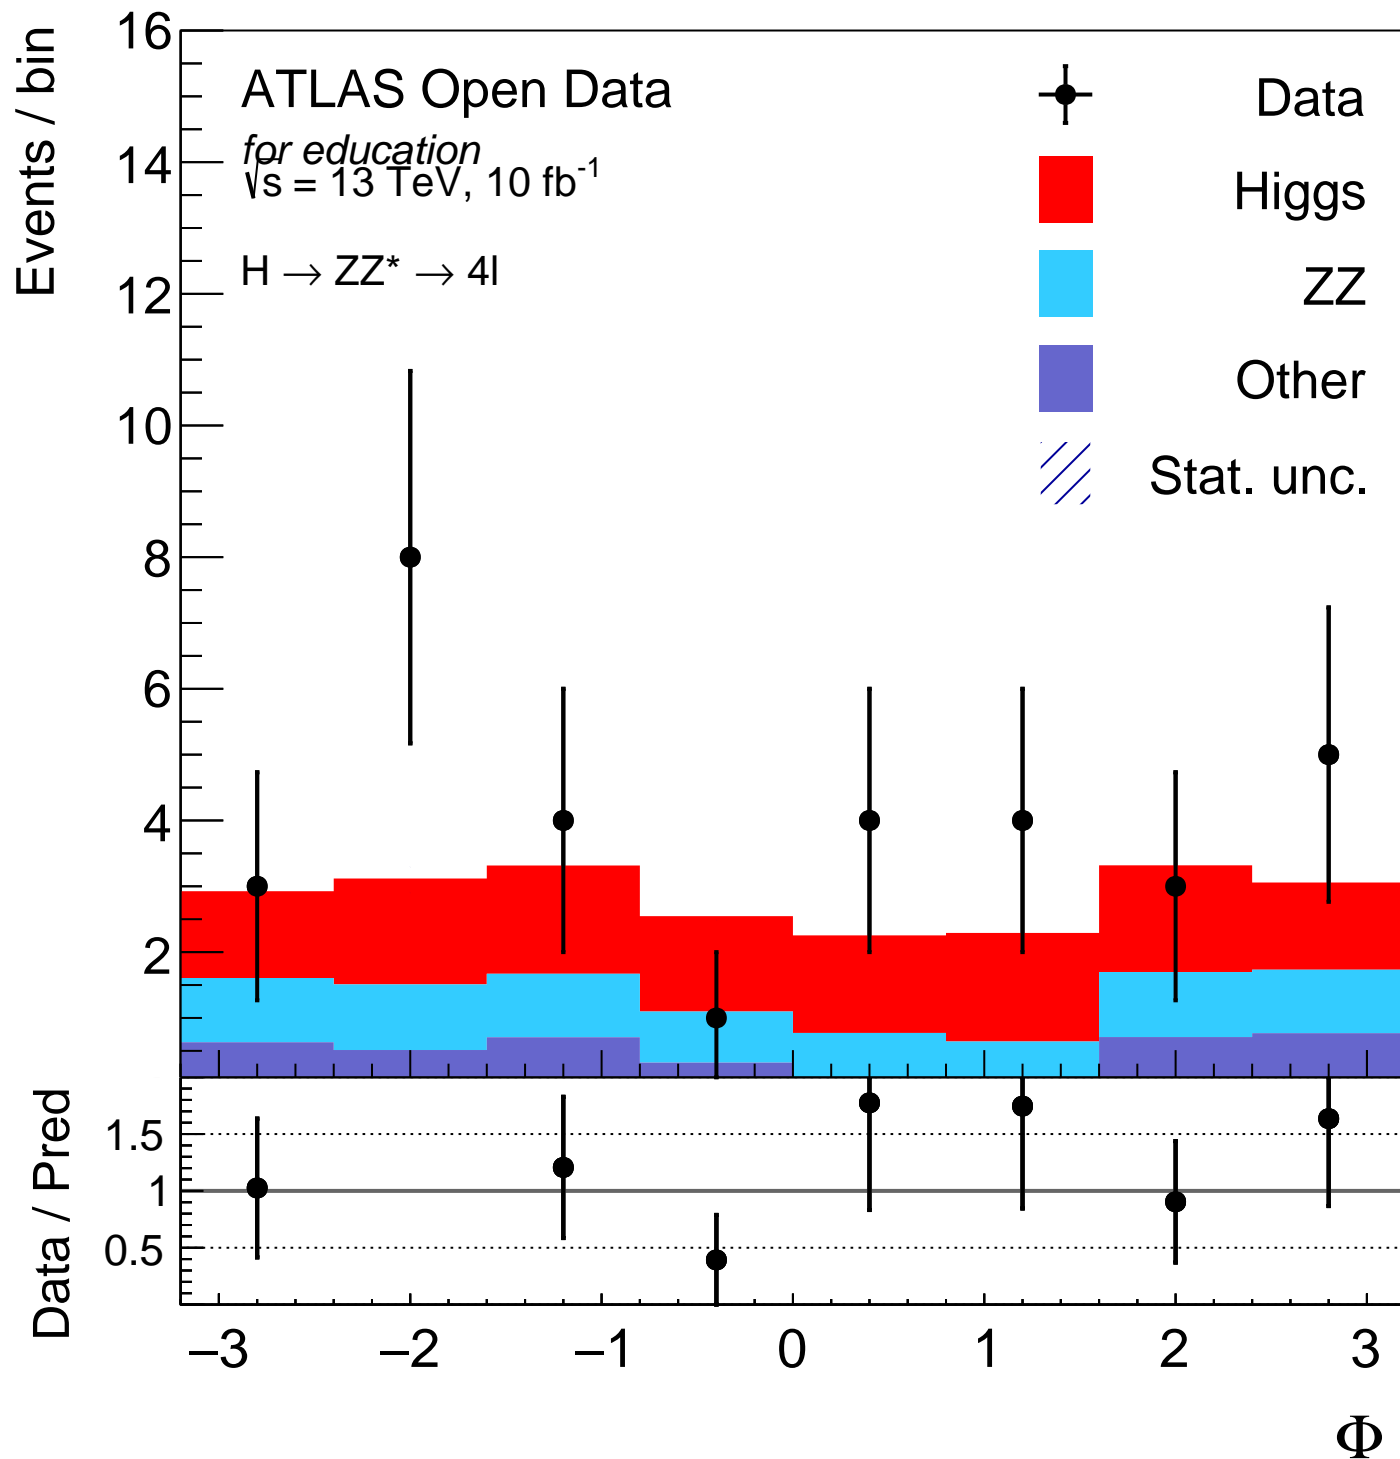 Events / bin
16
14
12
10
8
6
4
2
ATLAS Open Data
for education
√s = 13 TeV, 10 fb-1
H → ZZ* → 4l
Data
Higgs
ZZ
Other
Stat. unc.
Data / Pred
1.5
1
0.5
−3 −2 −1 0 1 2 3
Φ